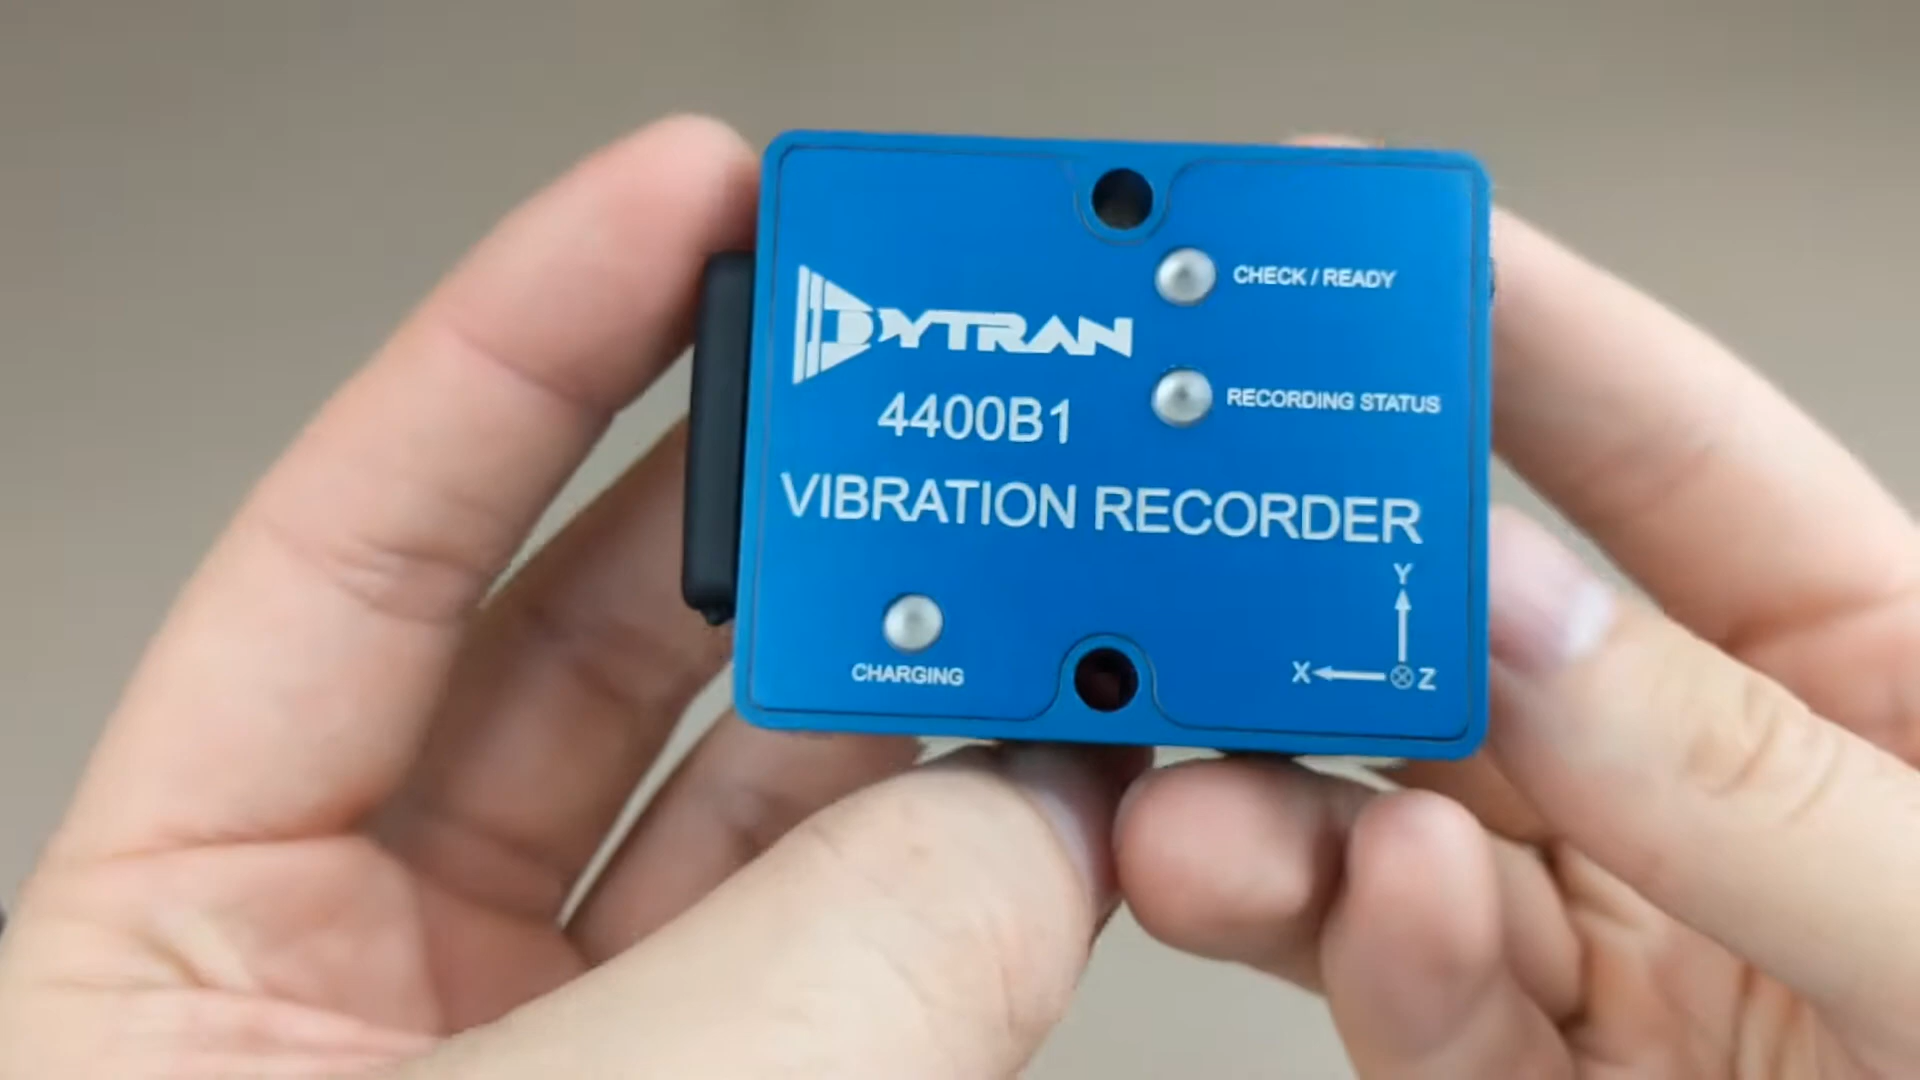 DYTRAN
4400B1
VIBRATION RECORDER
CHECK / READY
RECORDING STATUS
CHARGING
Y
X
Z